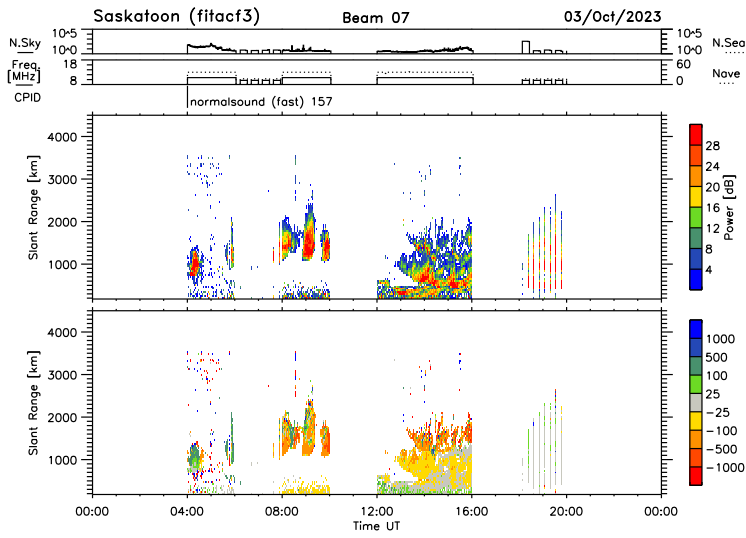 Saskatoon (fitacf3) Beam 07 03/Oct/2023
N.Sky 10^5 10^0 10^5 10^0 N.Sea
Freq. [MHz] 18 8 60 0 Nave
CPID normalsound (fast) 157
Slant Range [km] 4000 3000 2000 1000
28 24 20 16 12 8 4 Power [dB]
Slant Range [km] 4000 3000 2000 1000
1000 500 100 25 -25 -100 -500 -1000
00:00 04:00 08:00 12:00 16:00 20:00 00:00
Time UT